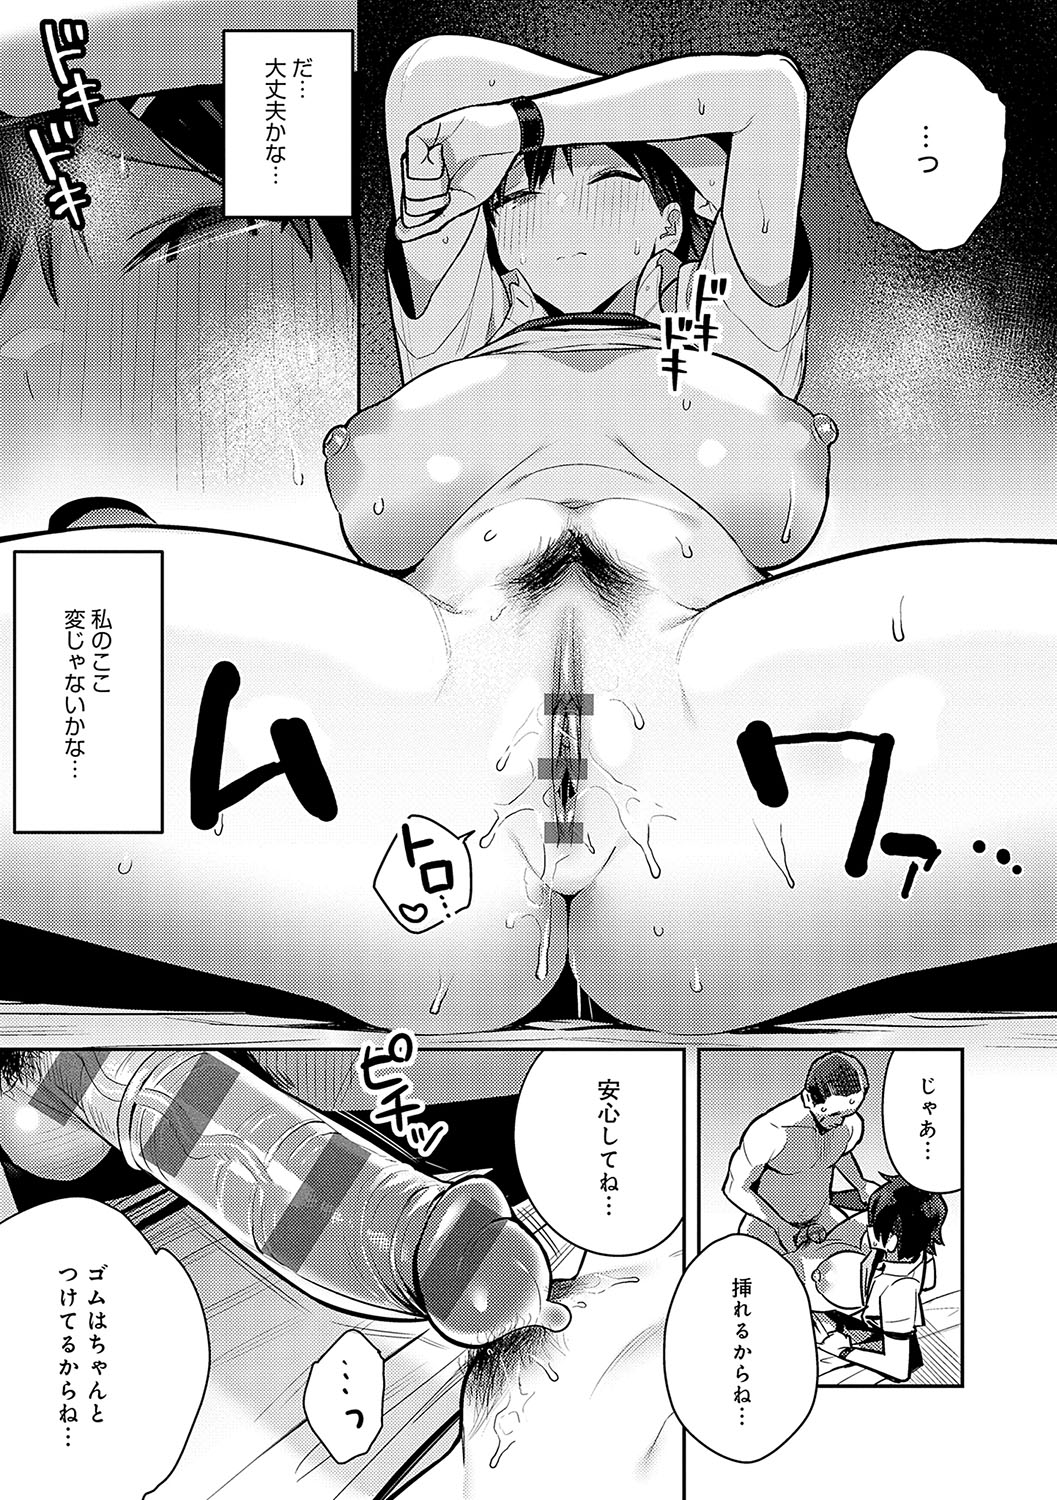 …っ
ドキ
ドキ
だ…
大丈夫かな…
ドキ
ドキ
私のここ
変じゃないかな…
ムワァ…
トロ…♡
じゃあ…
挿れるからね…
安心してね…
ピチッ
…っ
ゴムはちゃんと
つけてるからね…